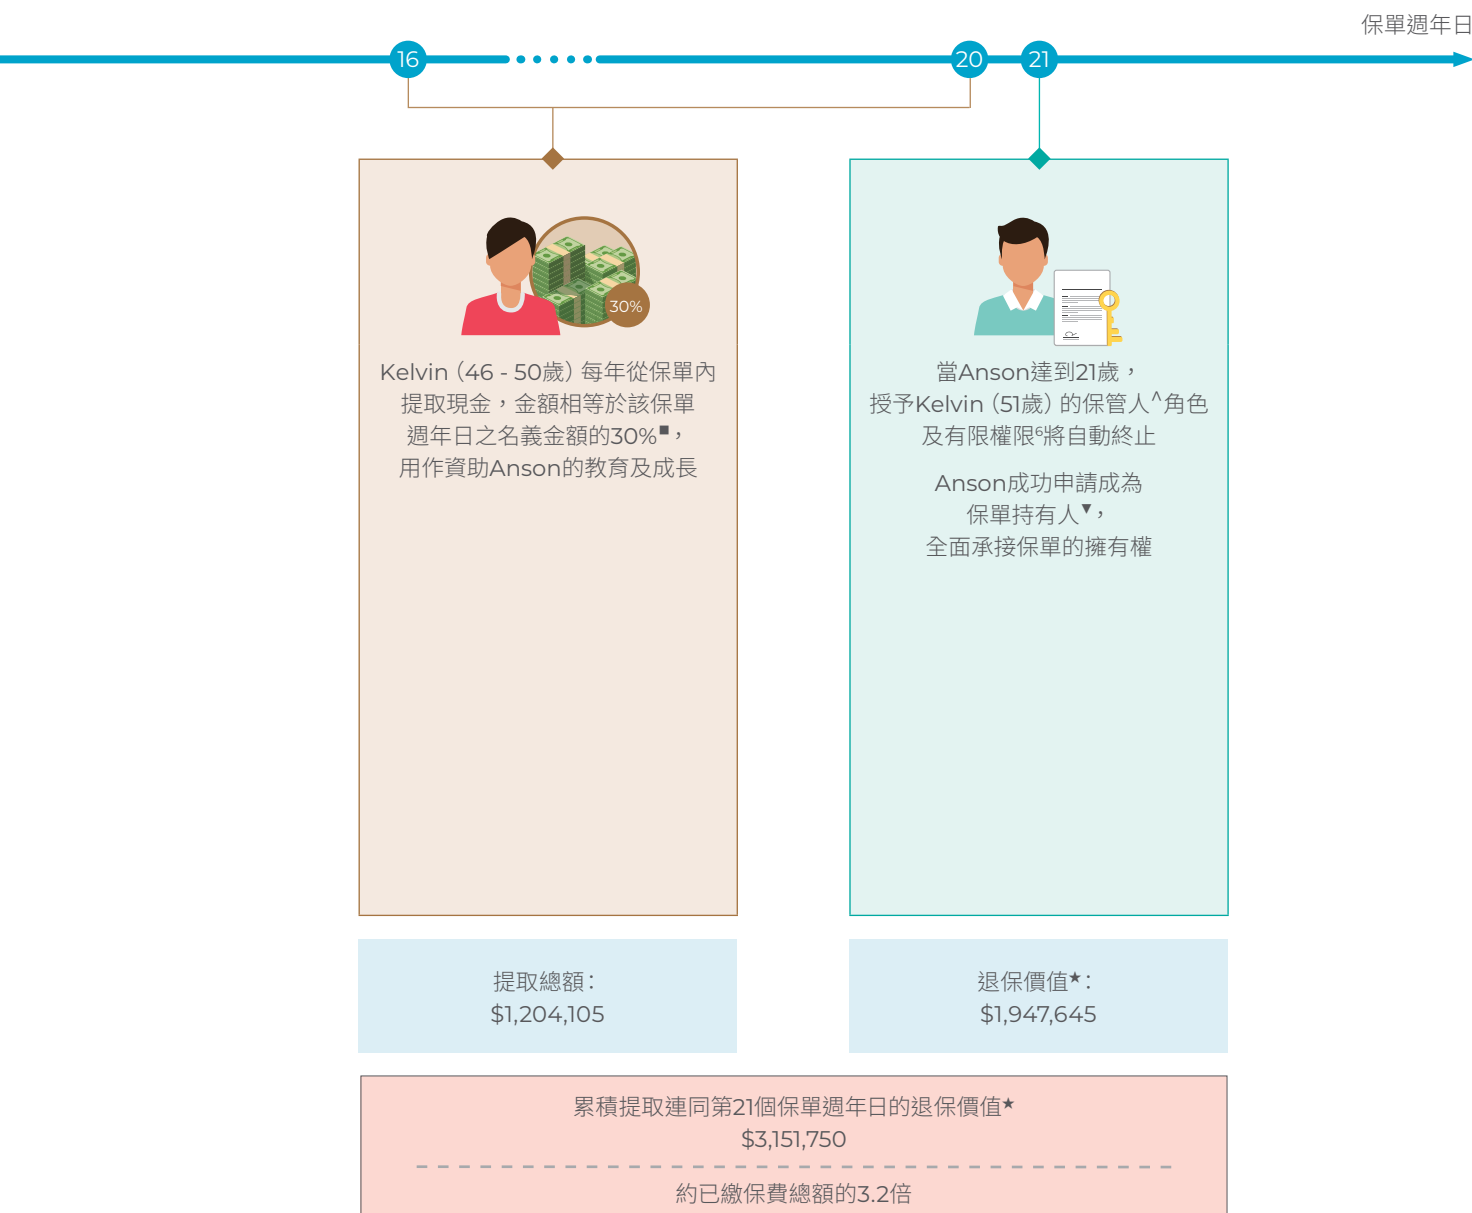 保單週年日
16
20
21
30%
Kelvin（46 - 50歲）每年從保單內
提取現金，金額相等於該保單
週年日之名義金額的30%■，
用作資助Anson的教育及成長
當Anson達到21歲，
授予Kelvin（51歲）的保管人^角色
及有限權限⁶將自動終止
Anson成功申請成為
保單持有人▼，
全面承接保單的擁有權
提取總額：
$1,204,105
退保價值★：
$1,947,645
累積提取連同第21個保單週年日的退保價值★
$3,151,750
約已繳保費總額的3.2倍